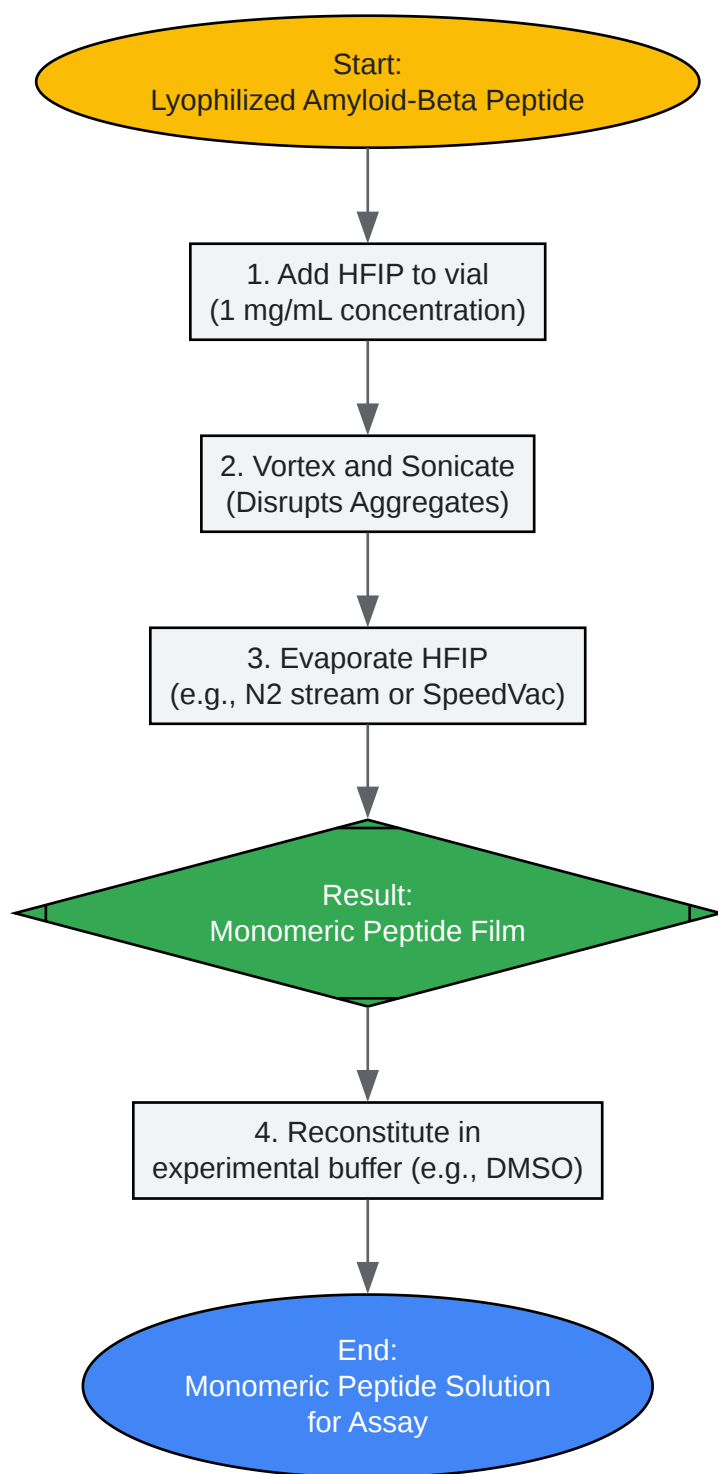 Start:
Lyophilized Amyloid-Beta Peptide
1. Add HFIP to vial
(1 mg/mL concentration)
2. Vortex and Sonicate
(Disrupts Aggregates)
3. Evaporate HFIP
(e.g., N2 stream or SpeedVac)
Result:
Monomeric Peptide Film
4. Reconstitute in
experimental buffer (e.g., DMSO)
End:
Monomeric Peptide Solution
for Assay